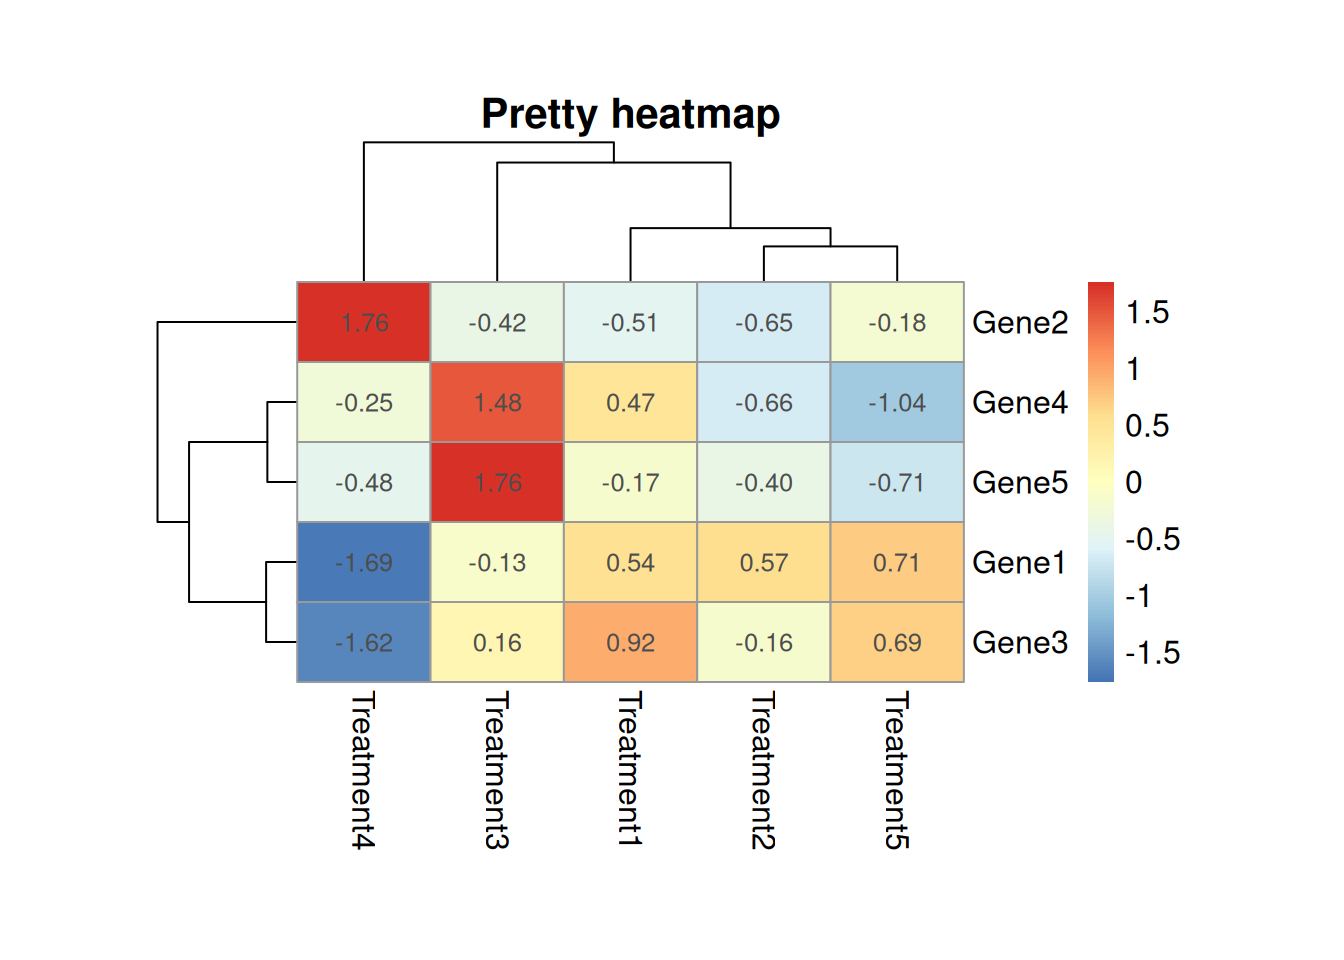 Pretty heatmap
1.76 -0.42 -0.51 -0.65 -0.18 Gene2
-0.25 1.48 0.47 -0.66 -1.04 Gene4
-0.48 1.76 -0.17 -0.40 -0.71 Gene5
-1.69 -0.13 0.54 0.57 0.71 Gene1
-1.62 0.16 0.92 -0.16 0.69 Gene3
Treatment4
Treatment3
Treatment1
Treatment2
Treatment5
1.5
1
0.5
0
-0.5
-1
-1.5